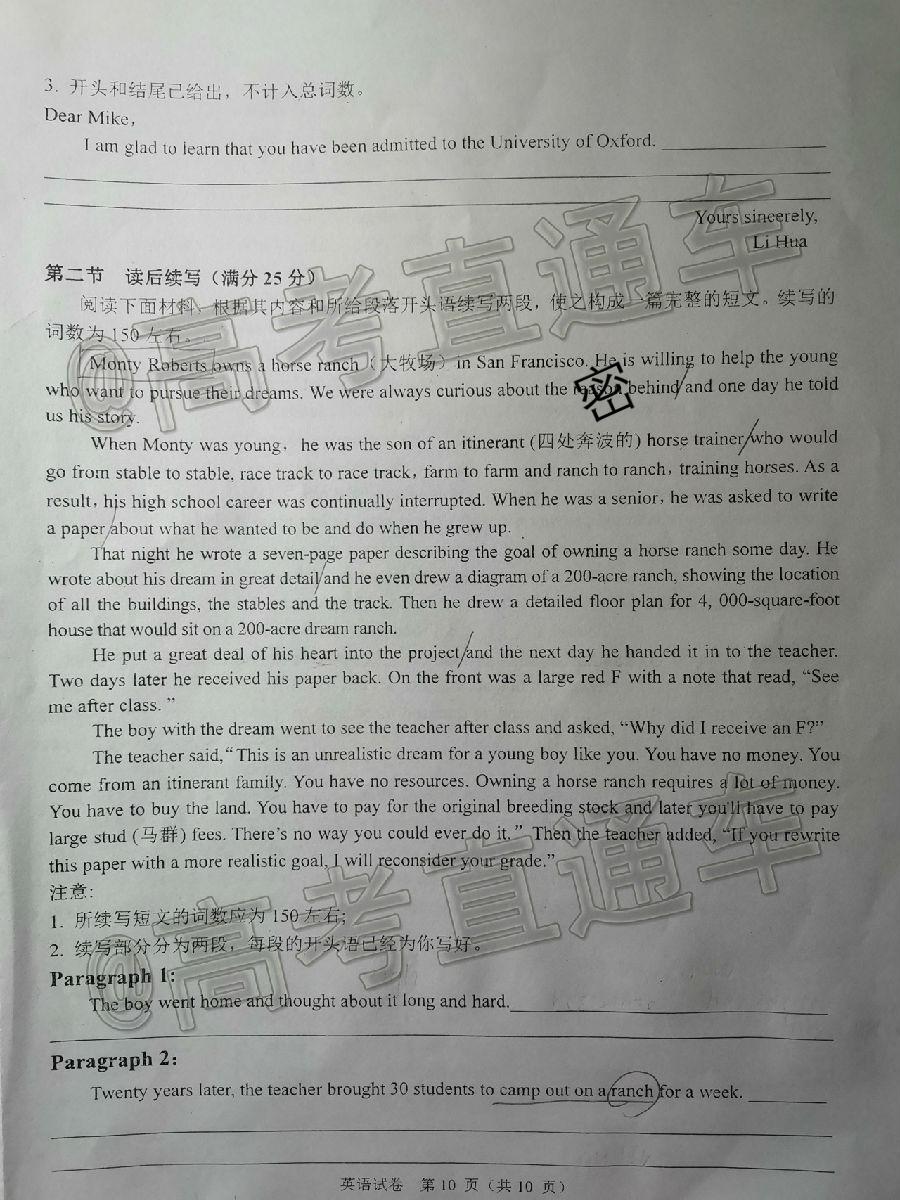 3. 开头和结尾已给出，不计入总词数。
Dear Mike,
I am glad to learn that you have been admitted to the University of Oxford.
Yours sincerely,
Li Hua
第二节 读后续写（满分 25 分）
阅读下面材料，根据其内容和所给段落开头语续写两段，使之构成一篇完整的短文。续写的
词数为 150 左右。
Monty Roberts owns a horse ranch（大牧场）in San Francisco. He is willing to help the young
who want to pursue their dreams. We were always curious about the reason behind and one day he told
us his story.
When Monty was young, he was the son of an itinerant (四处奔波的) horse trainer who would
go from stable to stable, race track to race track, farm to farm and ranch to ranch, training horses. As a
result, his high school career was continually interrupted. When he was a senior, he was asked to write
a paper about what he wanted to be and do when he grew up.
That night he wrote a seven-page paper describing the goal of owning a horse ranch some day. He
wrote about his dream in great detail and he even drew a diagram of a 200-acre ranch, showing the location
of all the buildings, the stables and the track. Then he drew a detailed floor plan for 4, 000-square-foot
house that would sit on a 200-acre dream ranch.
He put a great deal of his heart into the project and the next day he handed it in to the teacher.
Two days later he received his paper back. On the front was a large red F with a note that read, “See
me after class. ”
The boy with the dream went to see the teacher after class and asked, “Why did I receive an F?”
The teacher said, “This is an unrealistic dream for a young boy like you. You have no money. You
come from an itinerant family. You have no resources. Owning a horse ranch requires a lot of money.
You have to buy the land. You have to pay for the original breeding stock and later you'll have to pay
large stud (马群) fees. There's no way you could ever do it.” Then the teacher added, “If you rewrite
this paper with a more realistic goal, I will reconsider your grade.”
注意:
1. 所续写短文的词数应为 150 左右;
2. 续写部分分为两段，每段的开头语已经为你写好。
Paragraph 1:
The boy went home and thought about it long and hard.
Paragraph 2:
Twenty years later, the teacher brought 30 students to camp out on a ranch for a week.
英语试卷 第 10 页（共 10 页）
密
@高考直通车
@高考直通车